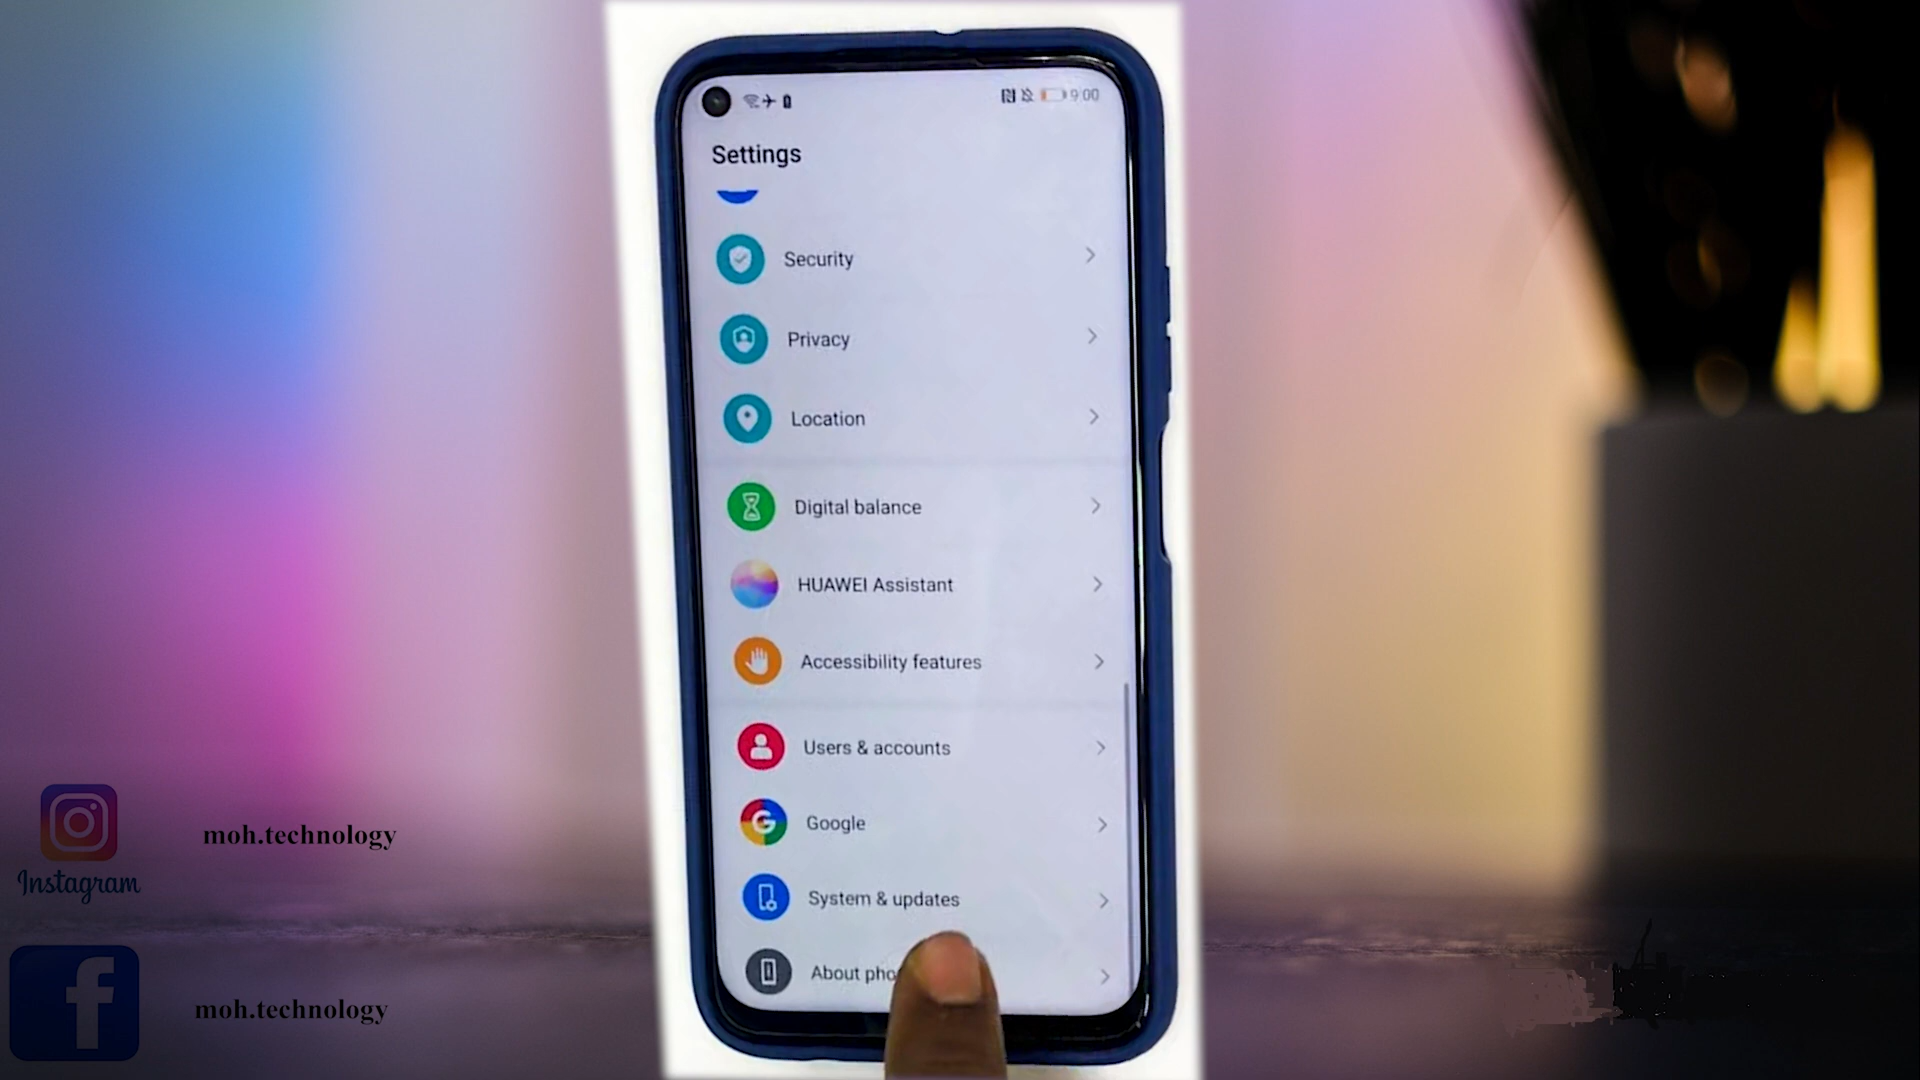 9:00
Settings
Security
Privacy
Location
Digital balance
HUAWEI Assistant
Accessibility features
Users & accounts
Google
System & updates
About pho
Instagram
moh.technology
moh.technology